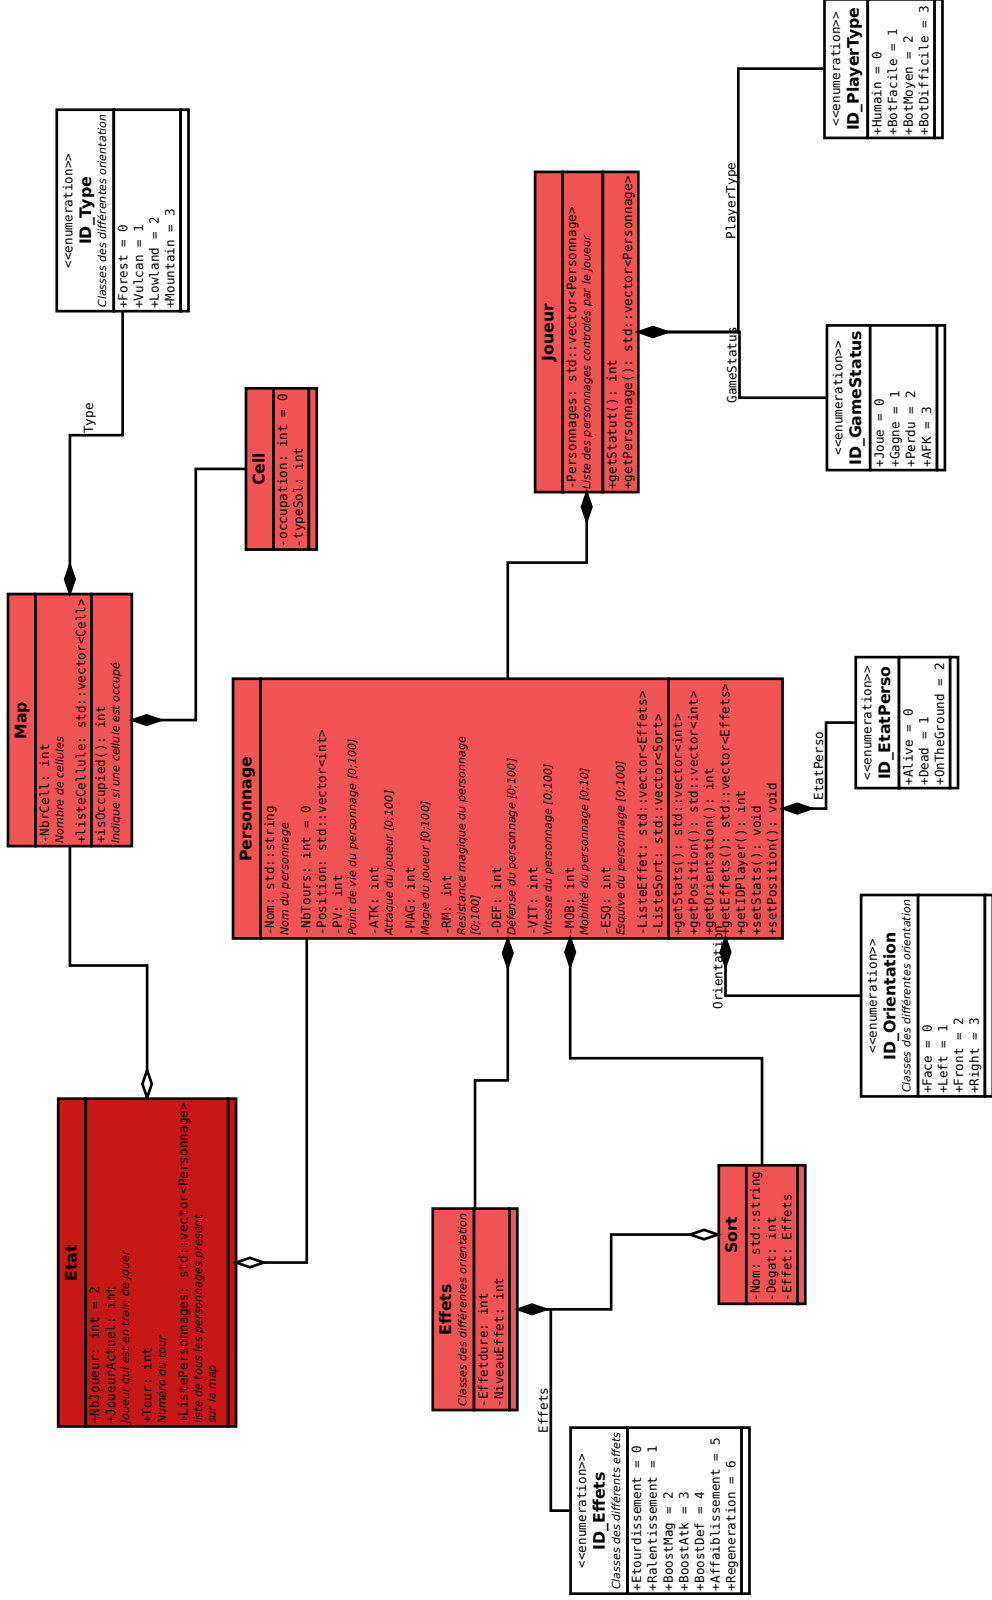 Etat
+NbJoueur: int = 2
+JoueurActuel: int
Joueur qui est en train de jouer
+Tour: int
Numéro du tour
+ListePersonnages: std::vector<Personnage>
liste de tous les personnages present
sur la map
Map
-NbrCell: int
Nombre de cellules
+listeCellule: std::vector<Cell>
+isOccupied(): int
Indique si une cellule est occupé
Type
<<enumeration>>
ID_Type
Classes des différentes orientation
+Forest = 0
+Vulcan = 1
+Lowland = 2
+Mountain = 3
Cell
-occupation: int = 0
-typeSol: int
Personnage
-Nom: std::string
Nom du personnage
-NbTours: int = 0
-Position: std::vector<int>
-PV: int
Point de vie du personnage [0:100]
-ATK: int
Attaque du joueur [0:100]
-MAG: int
Magie du joueur [0:100]
-RM: int
Resistance magique du personnage
[0:100]
-DEF: int
Défense du personnage [0:100]
-VIT: int
Vitesse du personnage [0:100]
-MOB: int
Mobilité du personnage [0:10]
-ESQ: int
Esquive du personnage [0:100]
-ListeEffet: std::vector<Effets>
-ListeSort: std::vector<Sort>
+getStats(): std::vector<int>
+getPosition(): std::vector<int>
+getOrientation(): int
+getEffets(): std::vector<Effets>
+getIDPlayer(): int
+setStats(): void
+setPosition(): void
Joueur
-Personnages: std::vector<Personnage>
Liste des personnages controlés par le joueur
+getStatut(): int
+getPersonnage(): std::vector<Personnage>
GameStatus
PlayerType
<<enumeration>>
ID_PlayerType
+Humain = 0
+BotFacile = 1
+BotMoyen = 2
+BotDifficile = 3
<<enumeration>>
ID_GameStatus
+Joue = 0
+Gagne = 1
+Perdu = 2
+AFK = 3
EtatPerso
<<enumeration>>
ID_EtatPerso
+Alive = 0
+Dead = 1
+OnTheGround = 2
Orientation
<<enumeration>>
ID_Orientation
Classes des différentes orientation
+Face = 0
+Left = 1
+Front = 2
+Right = 3
Effets
Classes des différentes orientation
-Effetdure: int
-NiveauEffet: int
Sort
-Nom: std::string
-Degat: int
-Effet: Effets
Effets
<<enumeration>>
ID_Effets
Classes des différents effets
+Etourdissement = 0
+Ralentissement = 1
+BoostMag = 2
+BoostAtk = 3
+BoostDef = 4
+Affaiblissement = 5
+Regeneration = 6